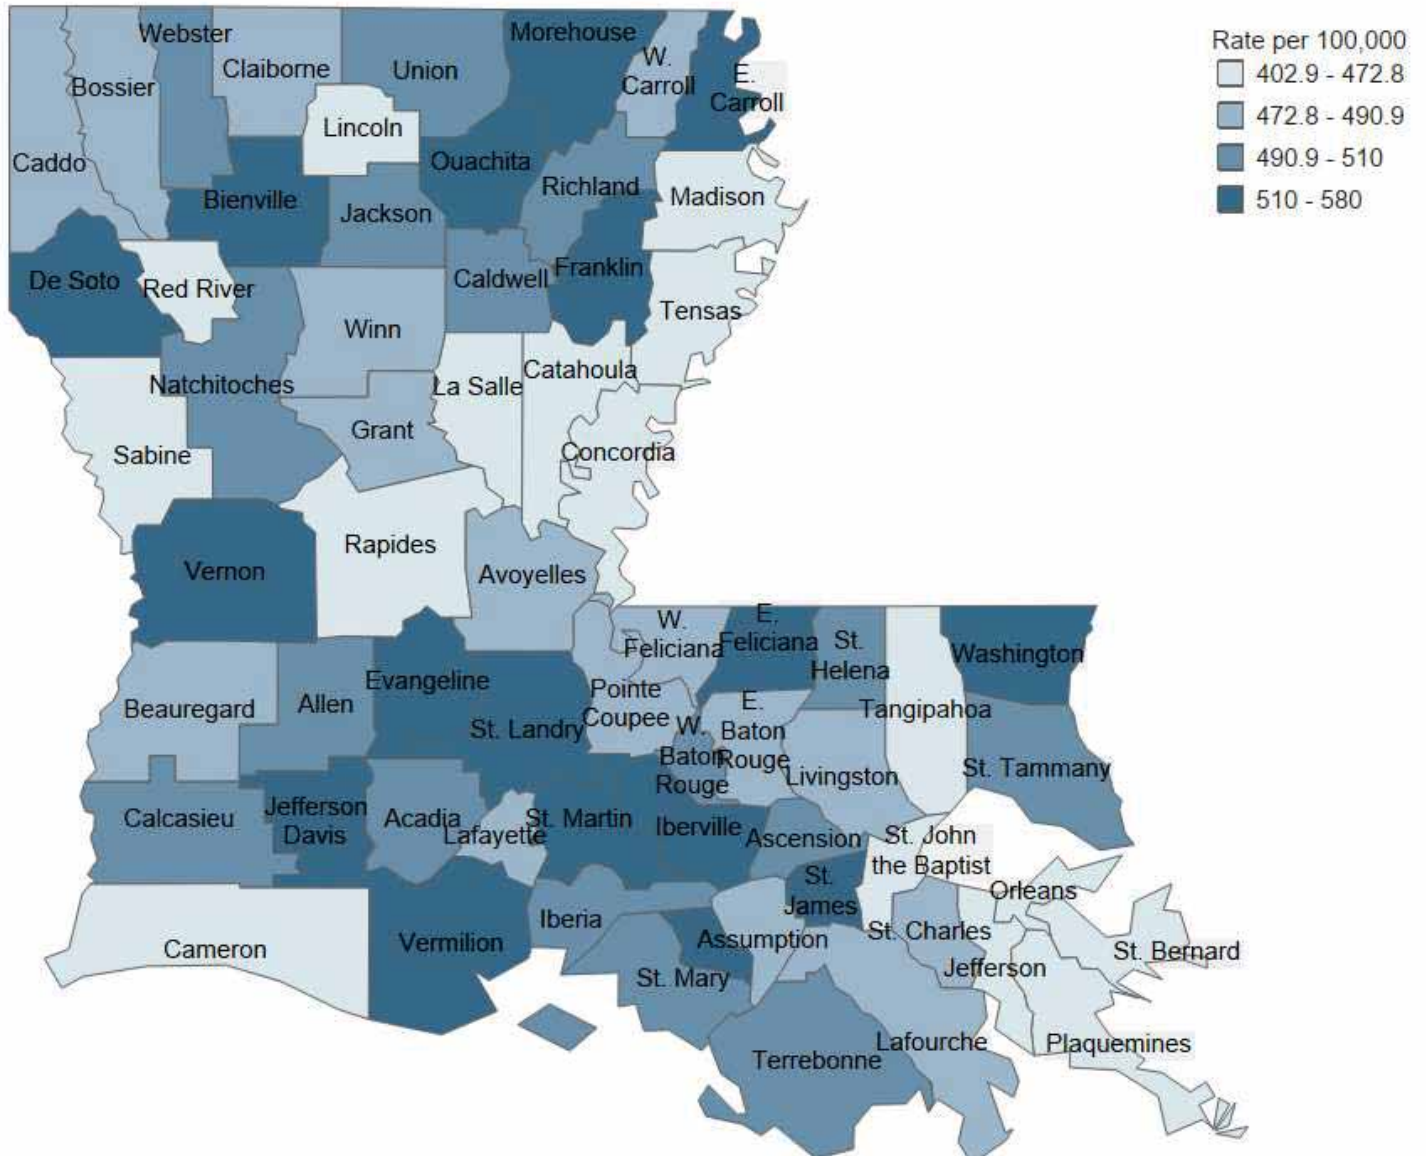 Webster
Morehouse
Rate per 100,000
402.9 - 472.8
472.8 - 490.9
490.9 - 510
510 - 580
Bossier
Claiborne
Union
W.
Carroll
E.
Carroll
Lincoln
Caddo
Ouachita
Richland
Madison
Bienville
Jackson
De Soto
Red River
Caldwell
Franklin
Winn
Tensas
Natchitoches
La Salle
Catahoula
Grant
Sabine
Concordia
Rapides
Vernon
Avoyelles
W.
Feliciana
E.
Feliciana
St.
Helena
Washington
Evangeline
Beauregard
Allen
Pointe
Coupee
St. Landry
W.
Baton
Rouge
E.
Baton
Rouge
Tangipahoa
Livingston
St. Tammany
Calcasieu
Jefferson
Davis
Acadia
Lafayette
St. Martin
Iberville
Ascension
St. John
the Baptist
St.
James
Orleans
Iberia
Cameron
Vermilion
Assumption
St. Charles
St. Bernard
Jefferson
St. Mary
Terrebonne
Lafourche
Plaquemines